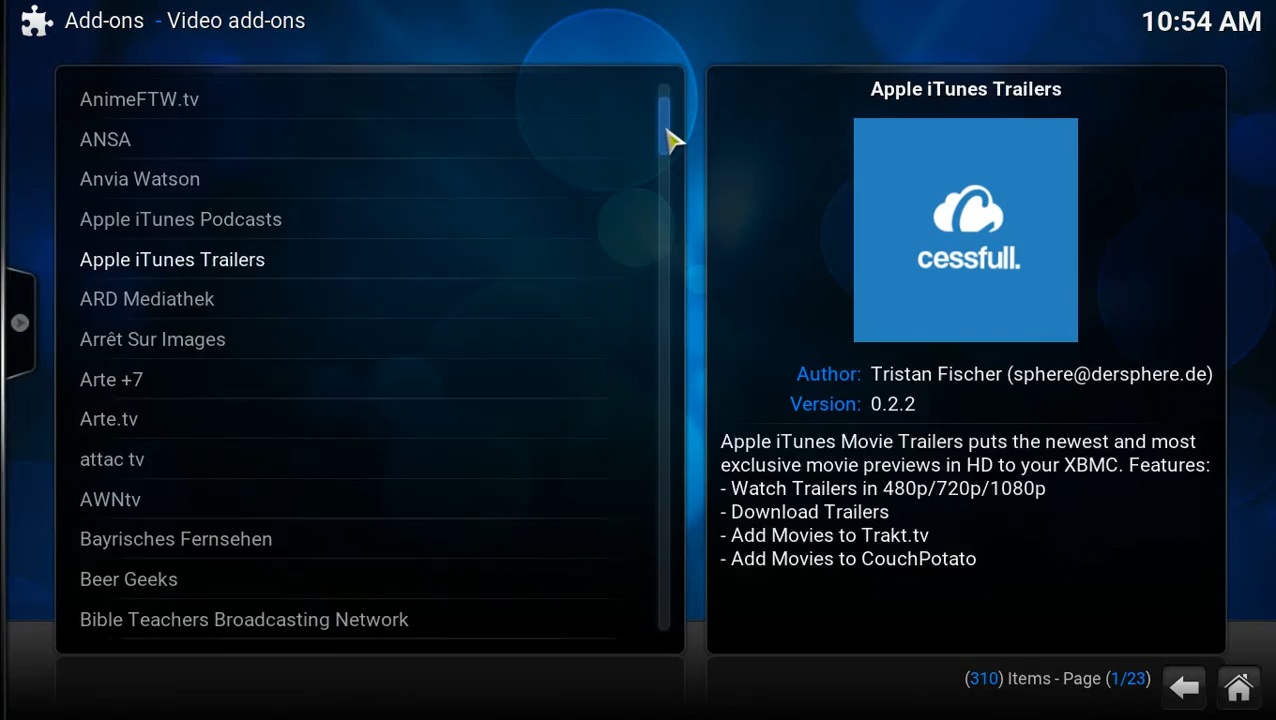 Add-ons - Video add-ons
10:54 AM
AnimeFTW.tv
ANSA
Anvia Watson
Apple iTunes Podcasts
Apple iTunes Trailers
ARD Mediathek
Arrêt Sur Images
Arte +7
Arte.tv
attac tv
AWNtv
Bayrisches Fernsehen
Beer Geeks
Bible Teachers Broadcasting Network
Apple iTunes Trailers
cessfull.
Author: Tristan Fischer (sphere@dersphere.de)
Version: 0.2.2
Apple iTunes Movie Trailers puts the newest and most
exclusive movie previews in HD to your XBMC. Features:
- Watch Trailers in 480p/720p/1080p
- Download Trailers
- Add Movies to Trakt.tv
- Add Movies to CouchPotato
(310) Items - Page (1/23)